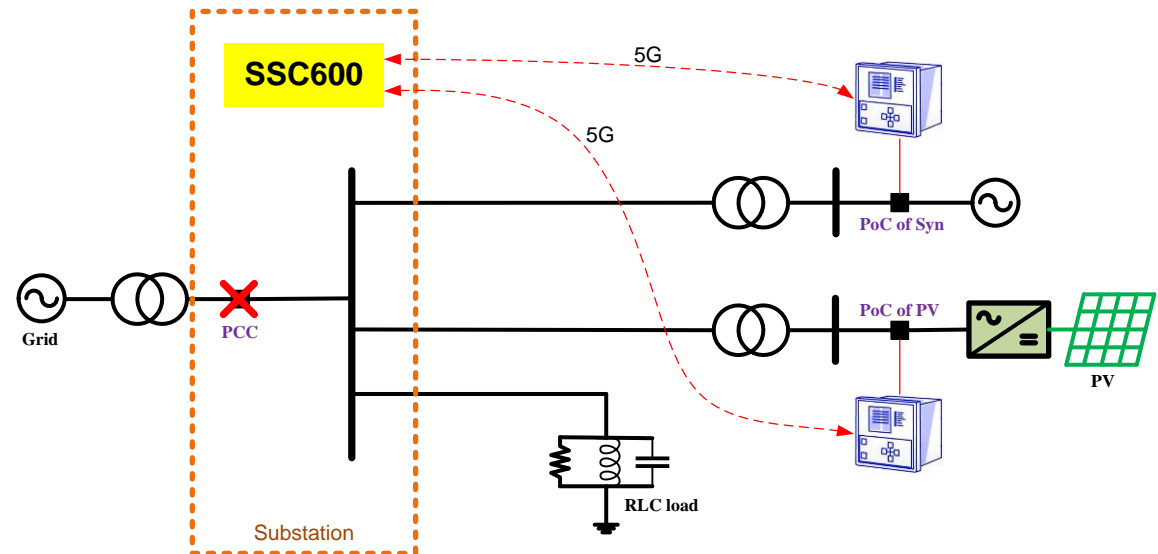 5G
SSC600
5G
PoC of Syn
PoC of PV
PCC
Grid
PV
RLC load
Substation